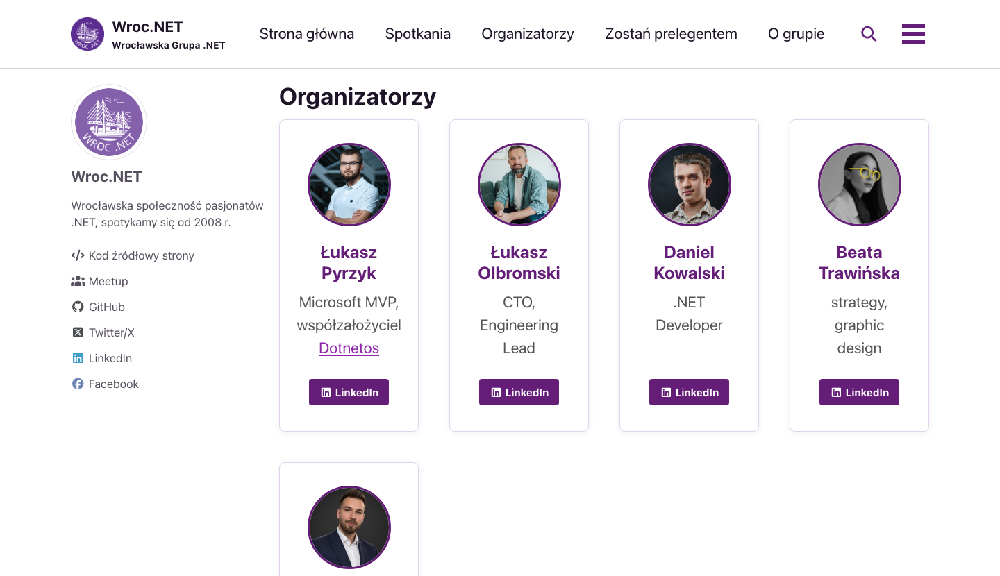 Wroc.NET
Wrocławska Grupa .NET
Strona główna
Spotkania
Organizatorzy
Zostań prelegentem
O grupie
WROC .NET
WROC .NET
Wroc.NET
Wrocławska społeczność pasjonatów
.NET, spotykamy się od 2008 r.
Kod źródłowy strony
Meetup
GitHub
Twitter/X
LinkedIn
Facebook
Organizatorzy
Łukasz
Pyrzyk
Microsoft MVP,
współzałożyciel
Dotnetos
LinkedIn
Łukasz
Olbromski
CTO,
Engineering
Lead
LinkedIn
Daniel
Kowalski
.NET
Developer
LinkedIn
Beata
Trawińska
strategy,
graphic
design
LinkedIn